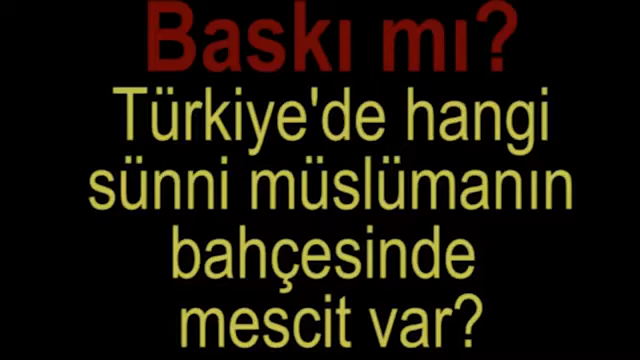 Baskı mı?
Türkiye'de hangi
sünni müslümanın
bahçesinde
mescit var?